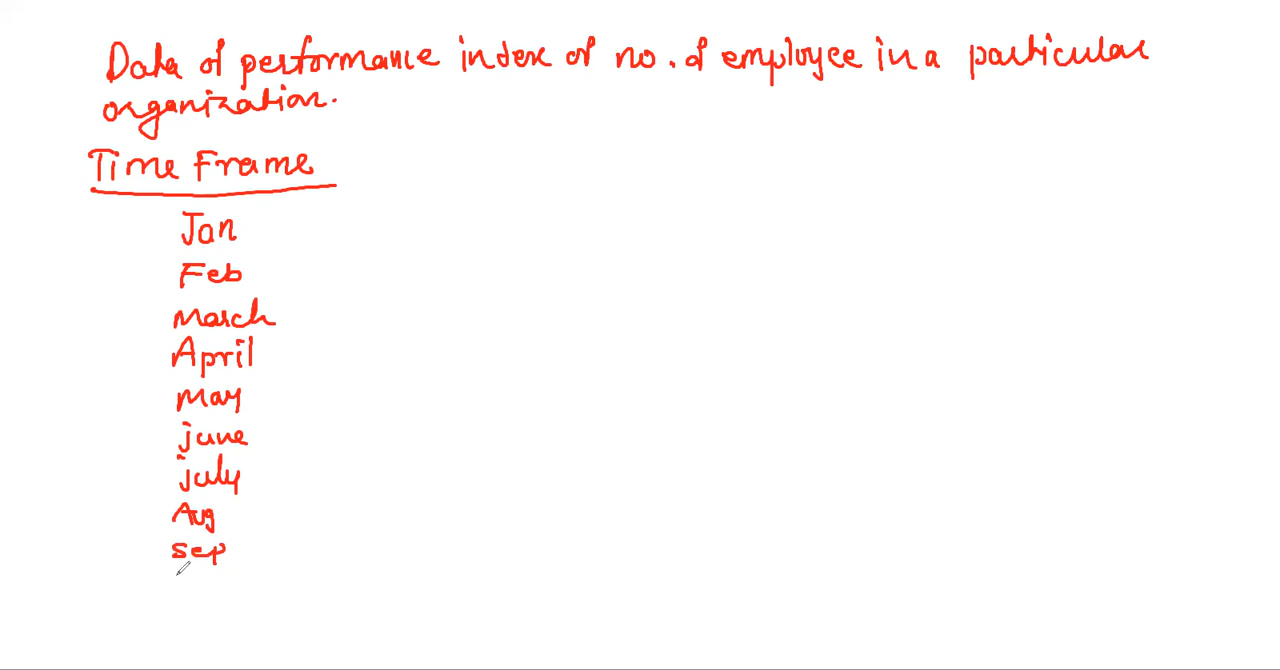 Data of performance index of no. of employee in a particular
organization.
Time Frame
Jan
Feb
March
April
May
june
july
Aug
Sep